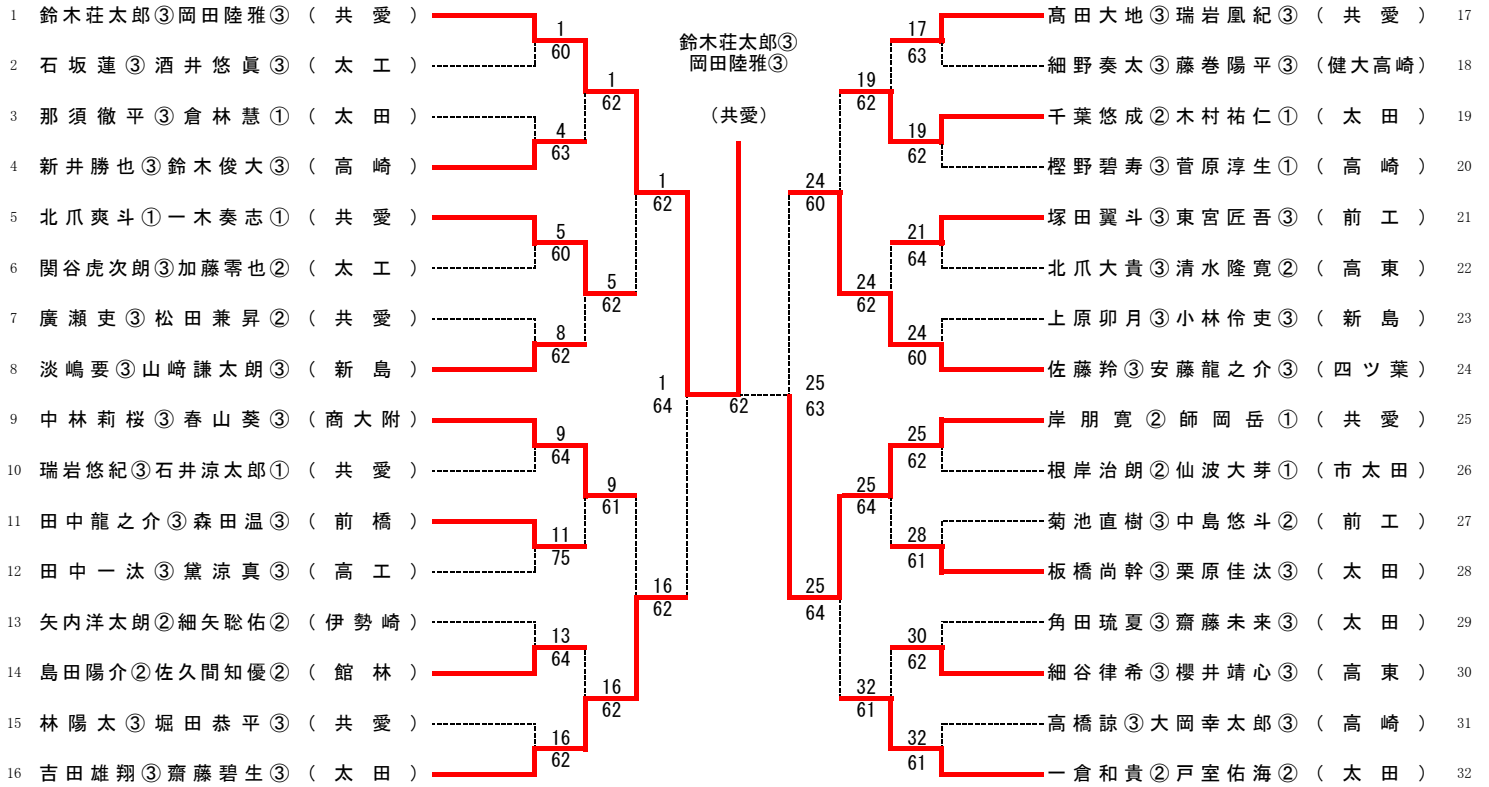 1 鈴木荘太郎③岡田陸雅③ (共愛)
2 石坂蓮③酒井悠眞③ (太工)
3 那須徹平③倉林慧① (太田)
4 新井勝也③鈴木俊大③ (高崎)
5 北爪爽斗①一木奏志① (共愛)
6 関谷虎次朗③加藤零也② (太工)
7 廣瀬吏③松田兼昇② (共愛)
8 淡嶋要③山﨑謙太朗③ (新島)
9 中林莉桜③春山葵③ (商大附)
10 瑞岩悠紀③石井涼太郎① (共愛)
11 田中龍之介③森田温③ (前橋)
12 田中一汰③黛涼真③ (高工)
13 矢内洋太朗②細矢聡佑② (伊勢崎)
14 島田陽介②佐久間知優② (館林)
15 林陽太③堀田恭平③ (共愛)
16 吉田雄翔③齋藤碧生③ (太田)
1
60
4
63
5
60
8
62
9
64
11
75
13
64
16
62
1
62
5
62
9
61
16
62
1
62
16
62
1
64
鈴木荘太郎③
岡田陸雅③
(共愛)
62
25
63
24
60
25
64
19
62
24
62
25
64
32
61
17
63
19
62
21
64
24
60
25
62
28
61
30
62
32
61
髙田大地③瑞岩凰紀③ (共愛) 17
細野奏太③藤巻陽平③ (健大高崎) 18
千葉悠成②木村祐仁① (太田) 19
樫野碧寿③菅原淳生① (高崎) 20
塚田翼斗③東宮匠吾③ (前工) 21
北爪大貴③清水隆寛② (高東) 22
上原卯月③小林伶吏③ (新島) 23
佐藤羚③安藤龍之介③ (四ツ葉) 24
岸朋寛②師岡岳① (共愛) 25
根岸治朗②仙波大芽① (市太田) 26
菊池直樹③中島悠斗② (前工) 27
板橋尚幹③栗原佳汰③ (太田) 28
角田琉夏③齋藤未来③ (太田) 29
細谷律希③櫻井靖心③ (高東) 30
高橋諒③大岡幸太郎③ (高崎) 31
一倉和貴②戸室佑海② (太田) 32